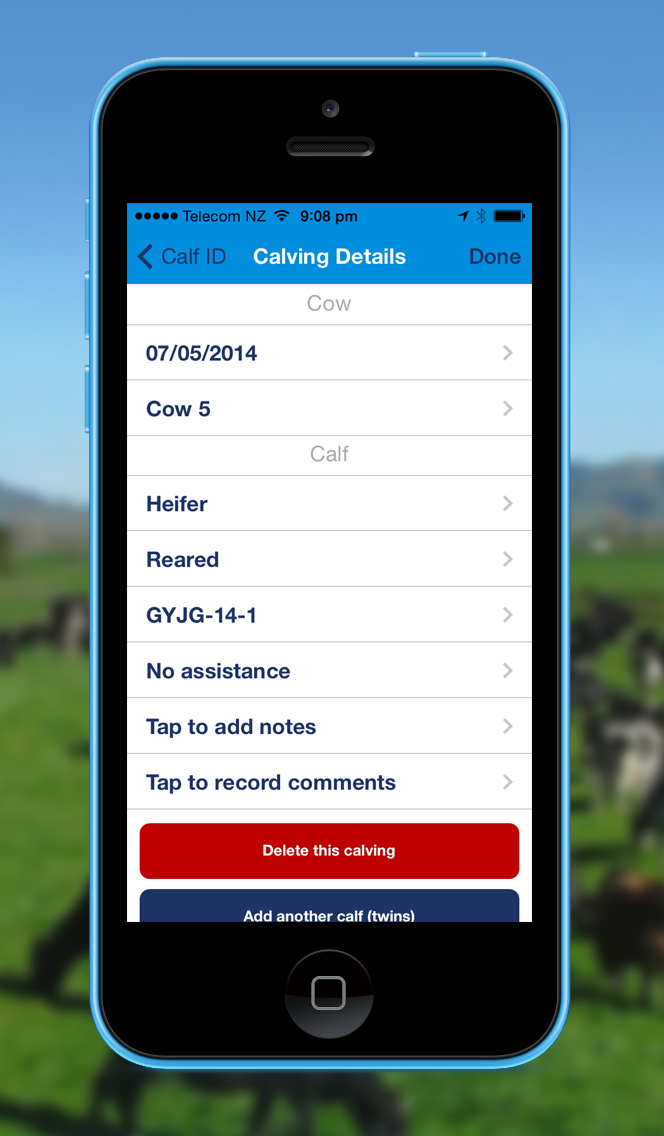 Telecom NZ 9:08 pm
Calf ID Calving Details Done
Cow
07/05/2014
Cow 5
Calf
Heifer
Reared
GYJG-14-1
No assistance
Tap to add notes
Tap to record comments
Delete this calving
Add another calf (twins)